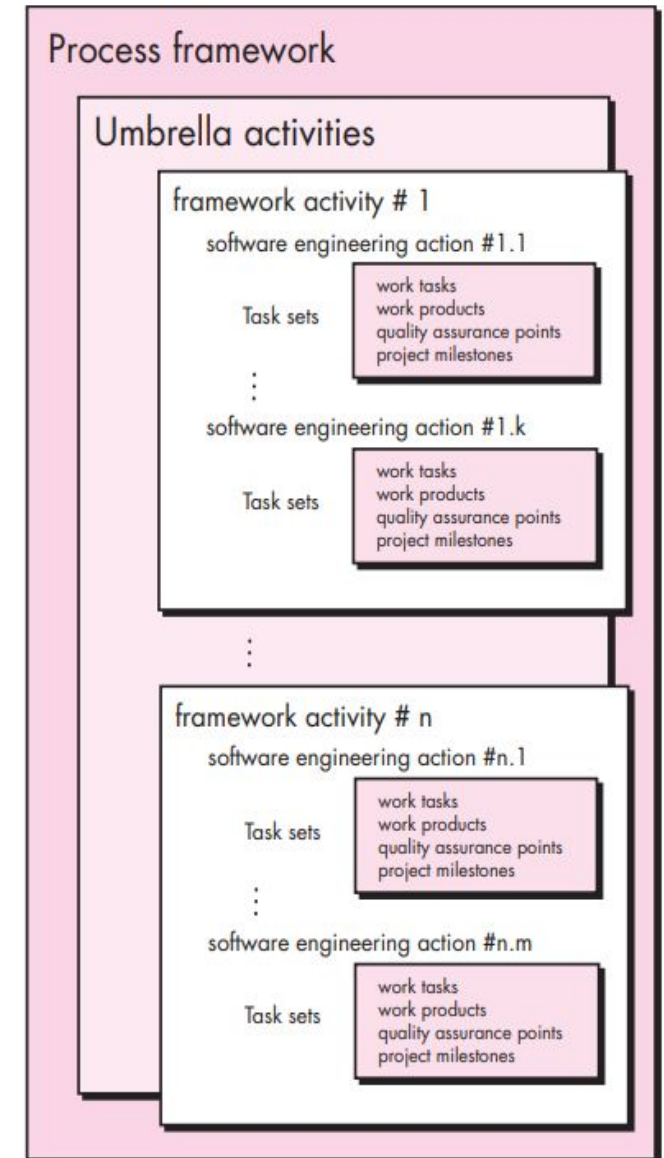 Process framework
Umbrella activities
framework activity # 1
software engineering action #1.1
Task sets
work tasks
work products
quality assurance points
project milestones
software engineering action #1.k
Task sets
work tasks
work products
quality assurance points
project milestones
framework activity # n
software engineering action #n.1
Task sets
work tasks
work products
quality assurance points
project milestones
software engineering action #n.m
Task sets
work tasks
work products
quality assurance points
project milestones